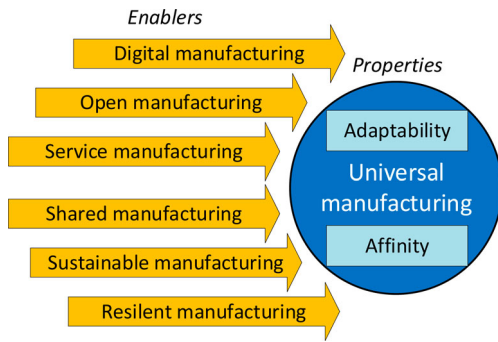 Enablers
Digital manufacturing
Properties
Open manufacturing
Adaptability
Service manufacturing
Universal
manufacturing
Shared manufacturing
Affinity
Sustainable manufacturing
Resilent manufacturing